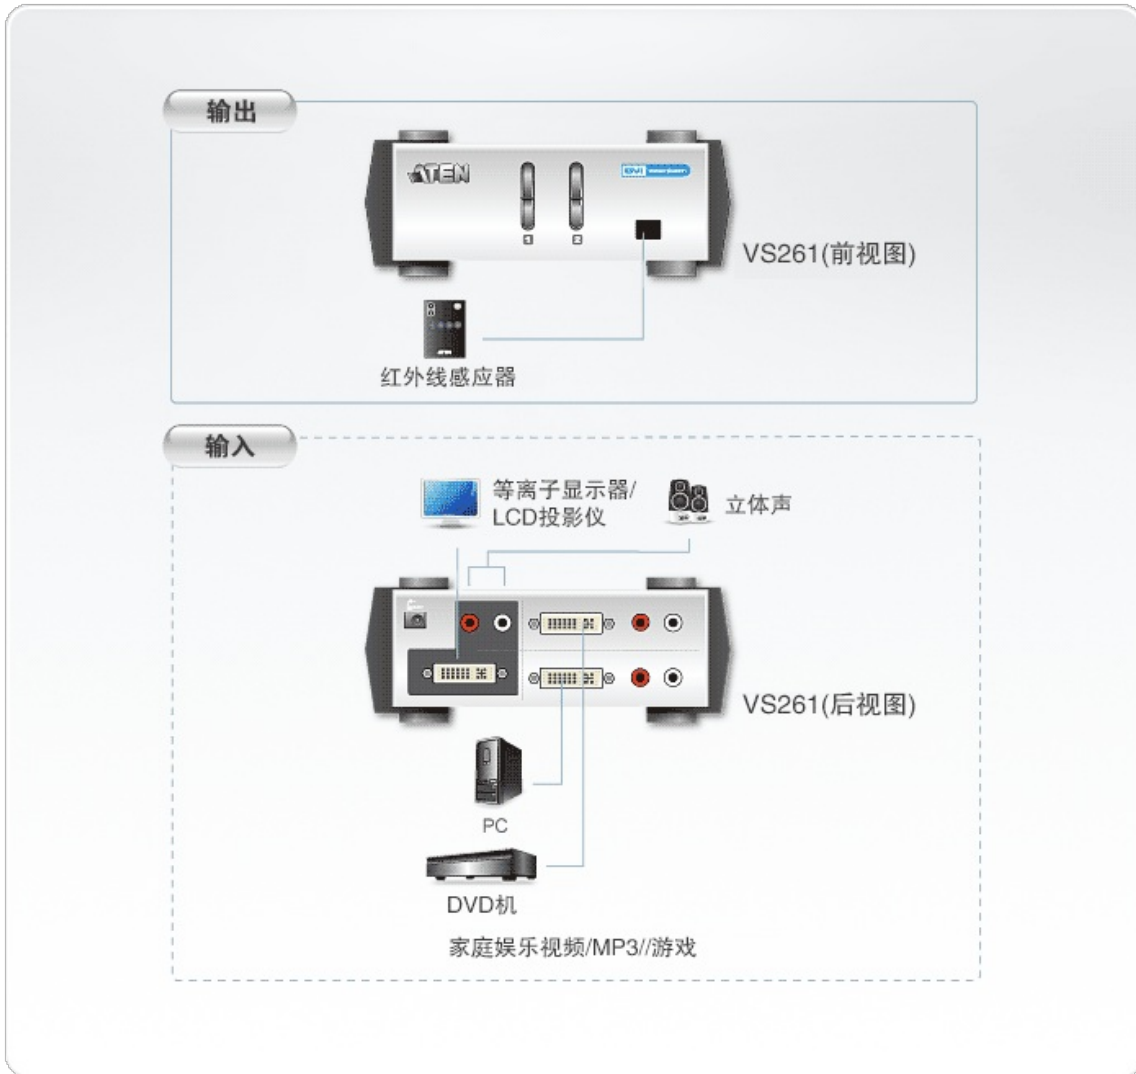 输出
ATEN
DVI
1
2
VS261(前视图)
ATEN
红外线感应器
输入
等离子显示器/
LCD投影仪
立体声
VS261(后视图)
PC
DVD机
家庭娱乐视频/MP3//游戏